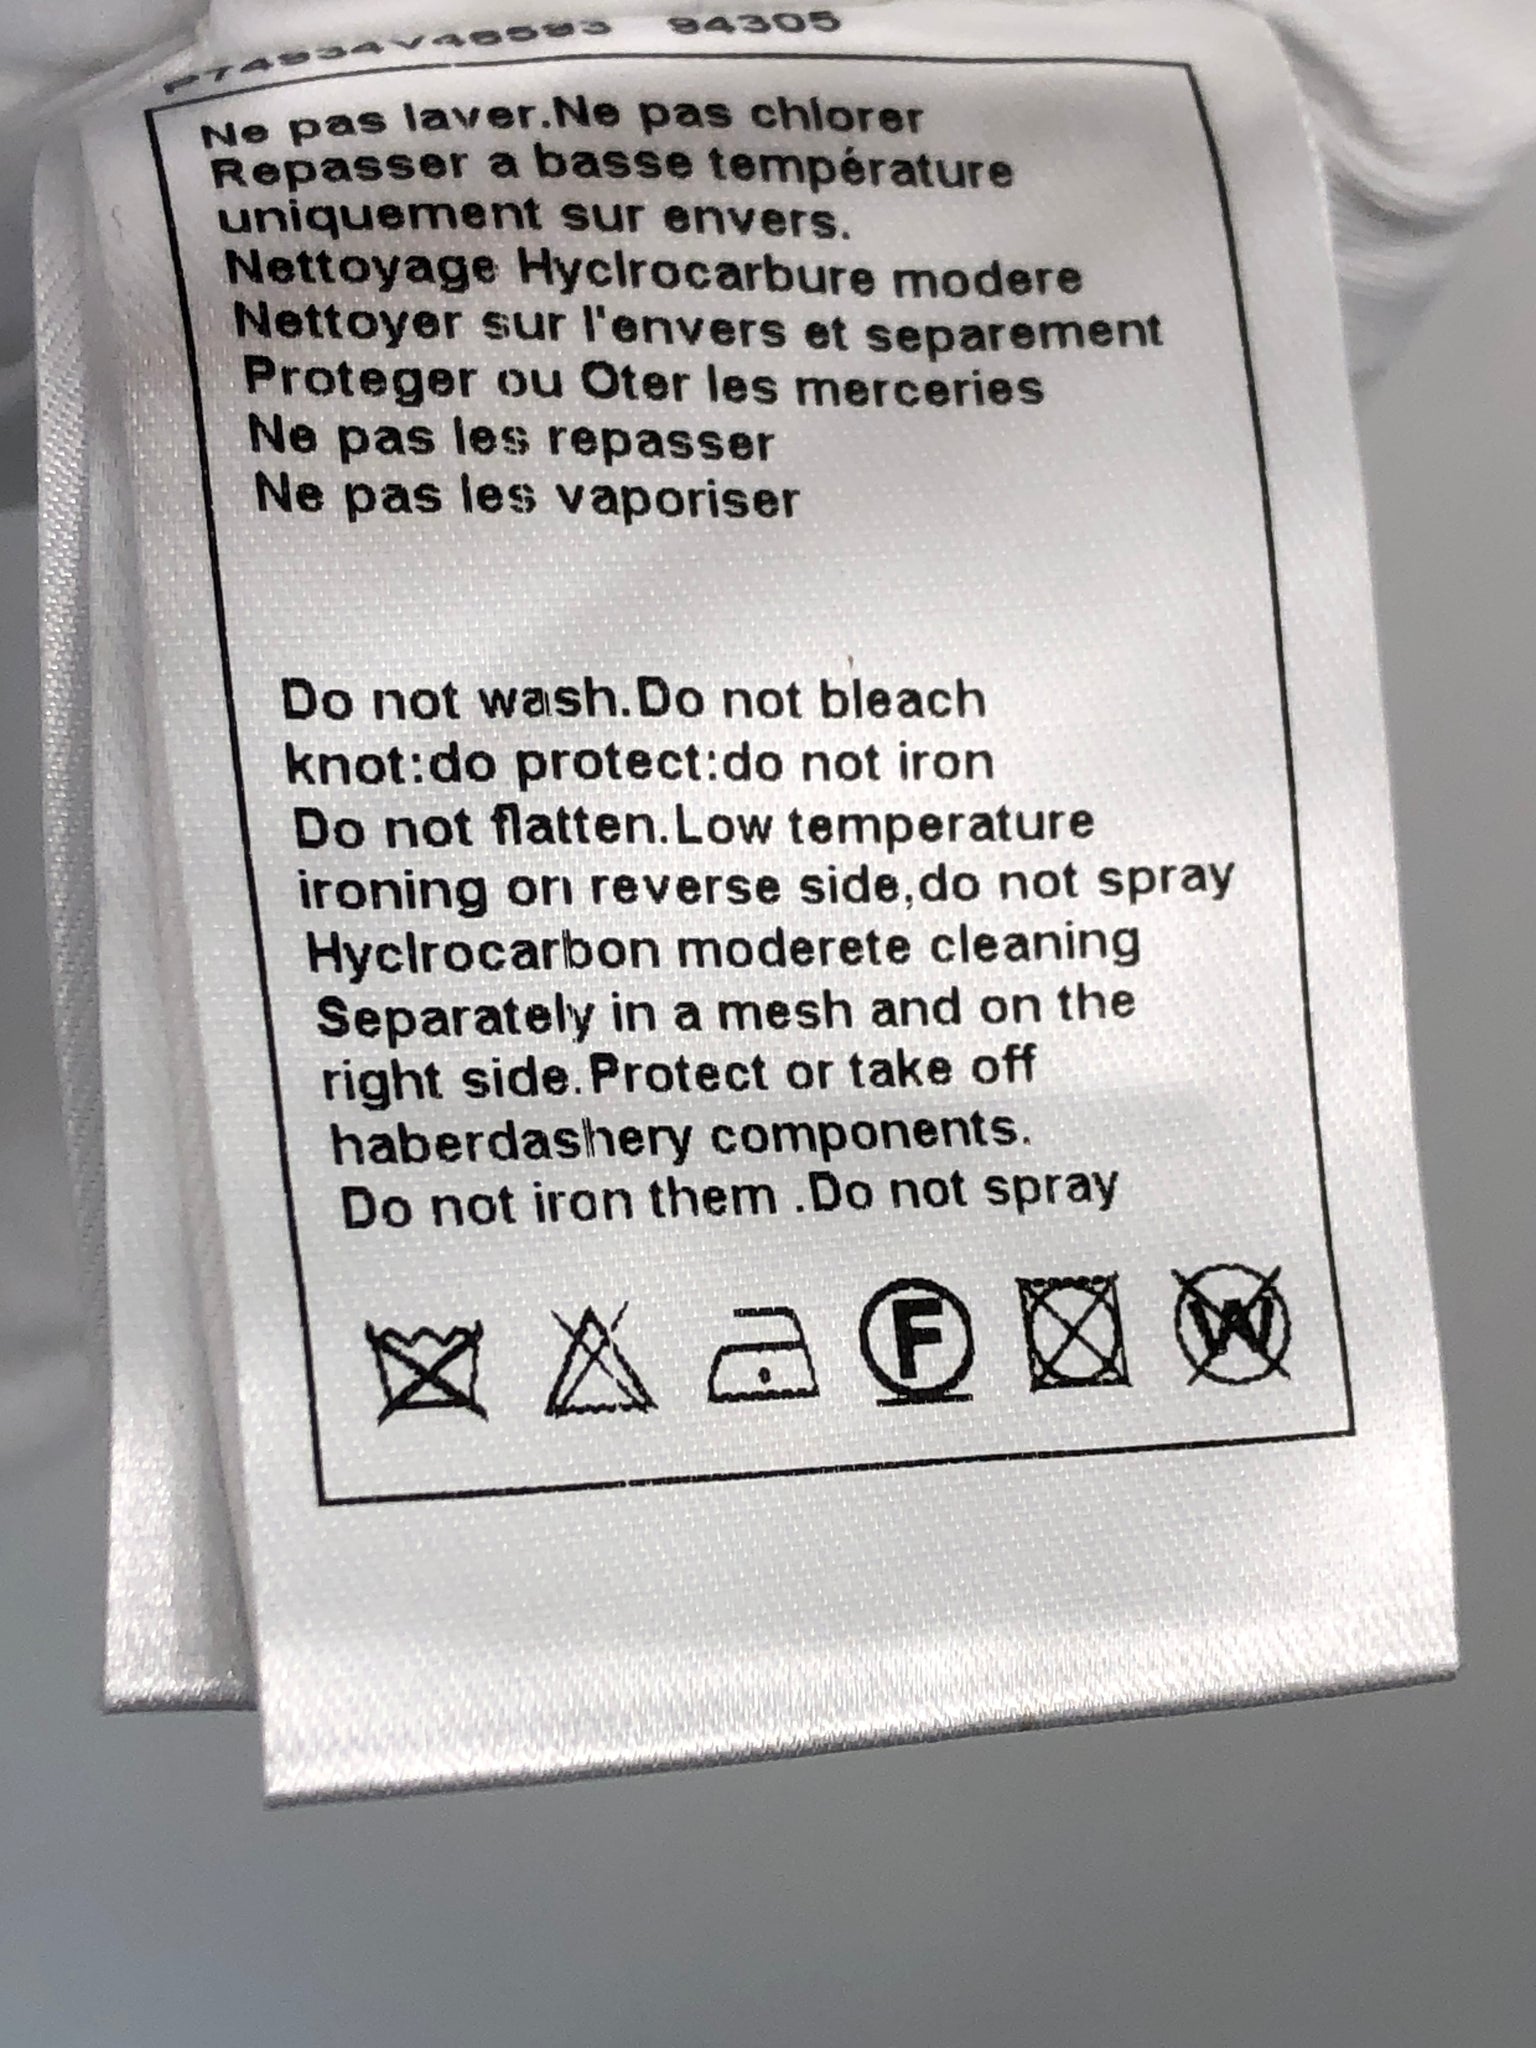 P74934V46593 94305
Ne pas laver.Ne pas chlorer
Repasser a basse température
uniquement sur envers.
Nettoyage Hyclrocarbure modere
Nettoyer sur l'envers et separement
Proteger ou Oter les merceries
Ne pas les repasser
Ne pas les vaporiser
Do not wash.Do not bleach
knot:do protect:do not iron
Do not flatten.Low temperature
ironing on reverse side,do not spray
Hyclrocarbon moderete cleaning
Separately in a mesh and on the
right side.Protect or take off
haberdashery components.
Do not iron them .Do not spray
F W